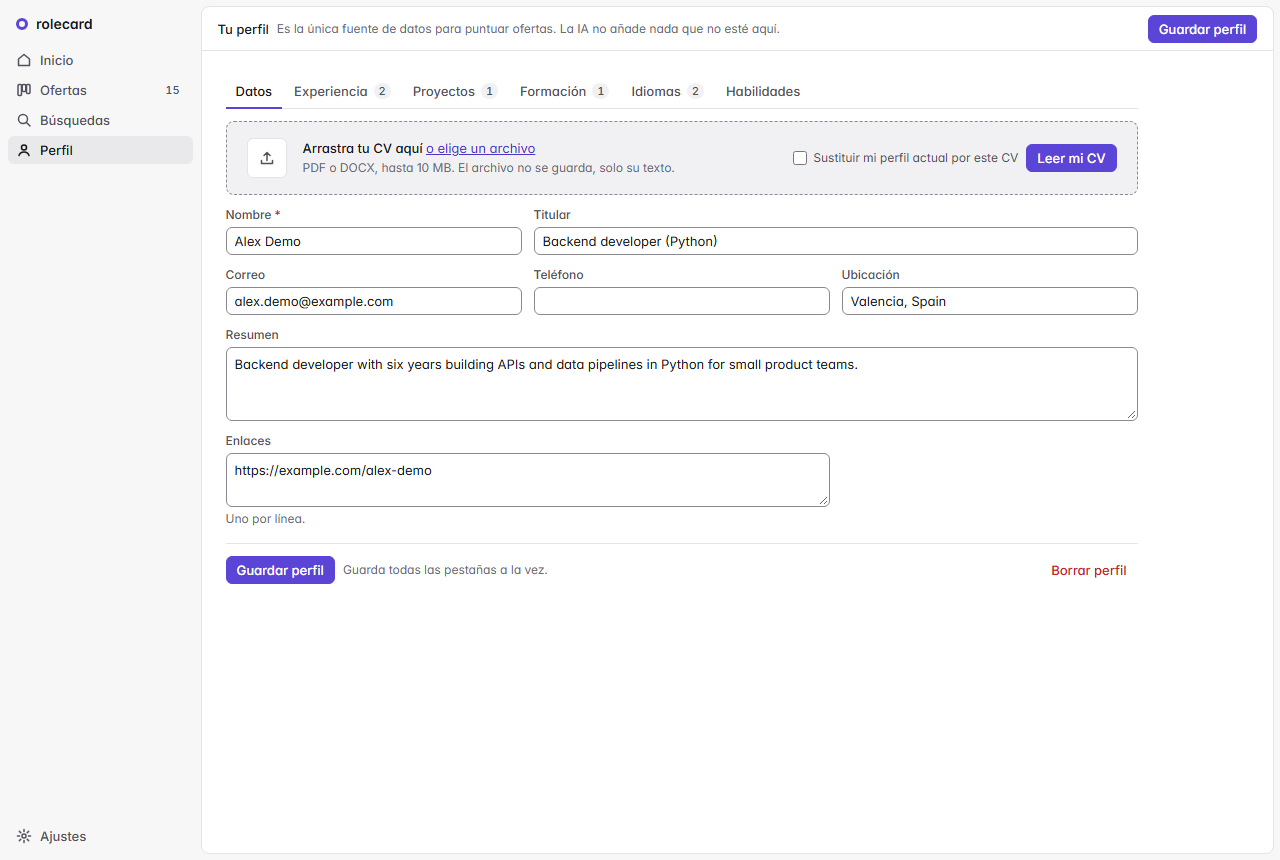 rolecard
Inicio
Ofertas 15
Búsquedas
Perfil
Ajustes
Tu perfil Es la única fuente de datos para puntuar ofertas. La IA no añade nada que no esté aquí. Guardar perfil
Datos Experiencia 2 Proyectos 1 Formación 1 Idiomas 2 Habilidades
Arrastra tu CV aquí o elige un archivo
PDF o DOCX, hasta 10 MB. El archivo no se guarda, solo su texto.
Sustituir mi perfil actual por este CV Leer mi CV
Nombre * Titular
Alex Demo Backend developer (Python)
Correo Teléfono Ubicación
alex.demo@example.com Valencia, Spain
Resumen
Backend developer with six years building APIs and data pipelines in Python for small product teams.
Enlaces
https://example.com/alex-demo
Uno por línea.
Guardar perfil Guarda todas las pestañas a la vez. Borrar perfil